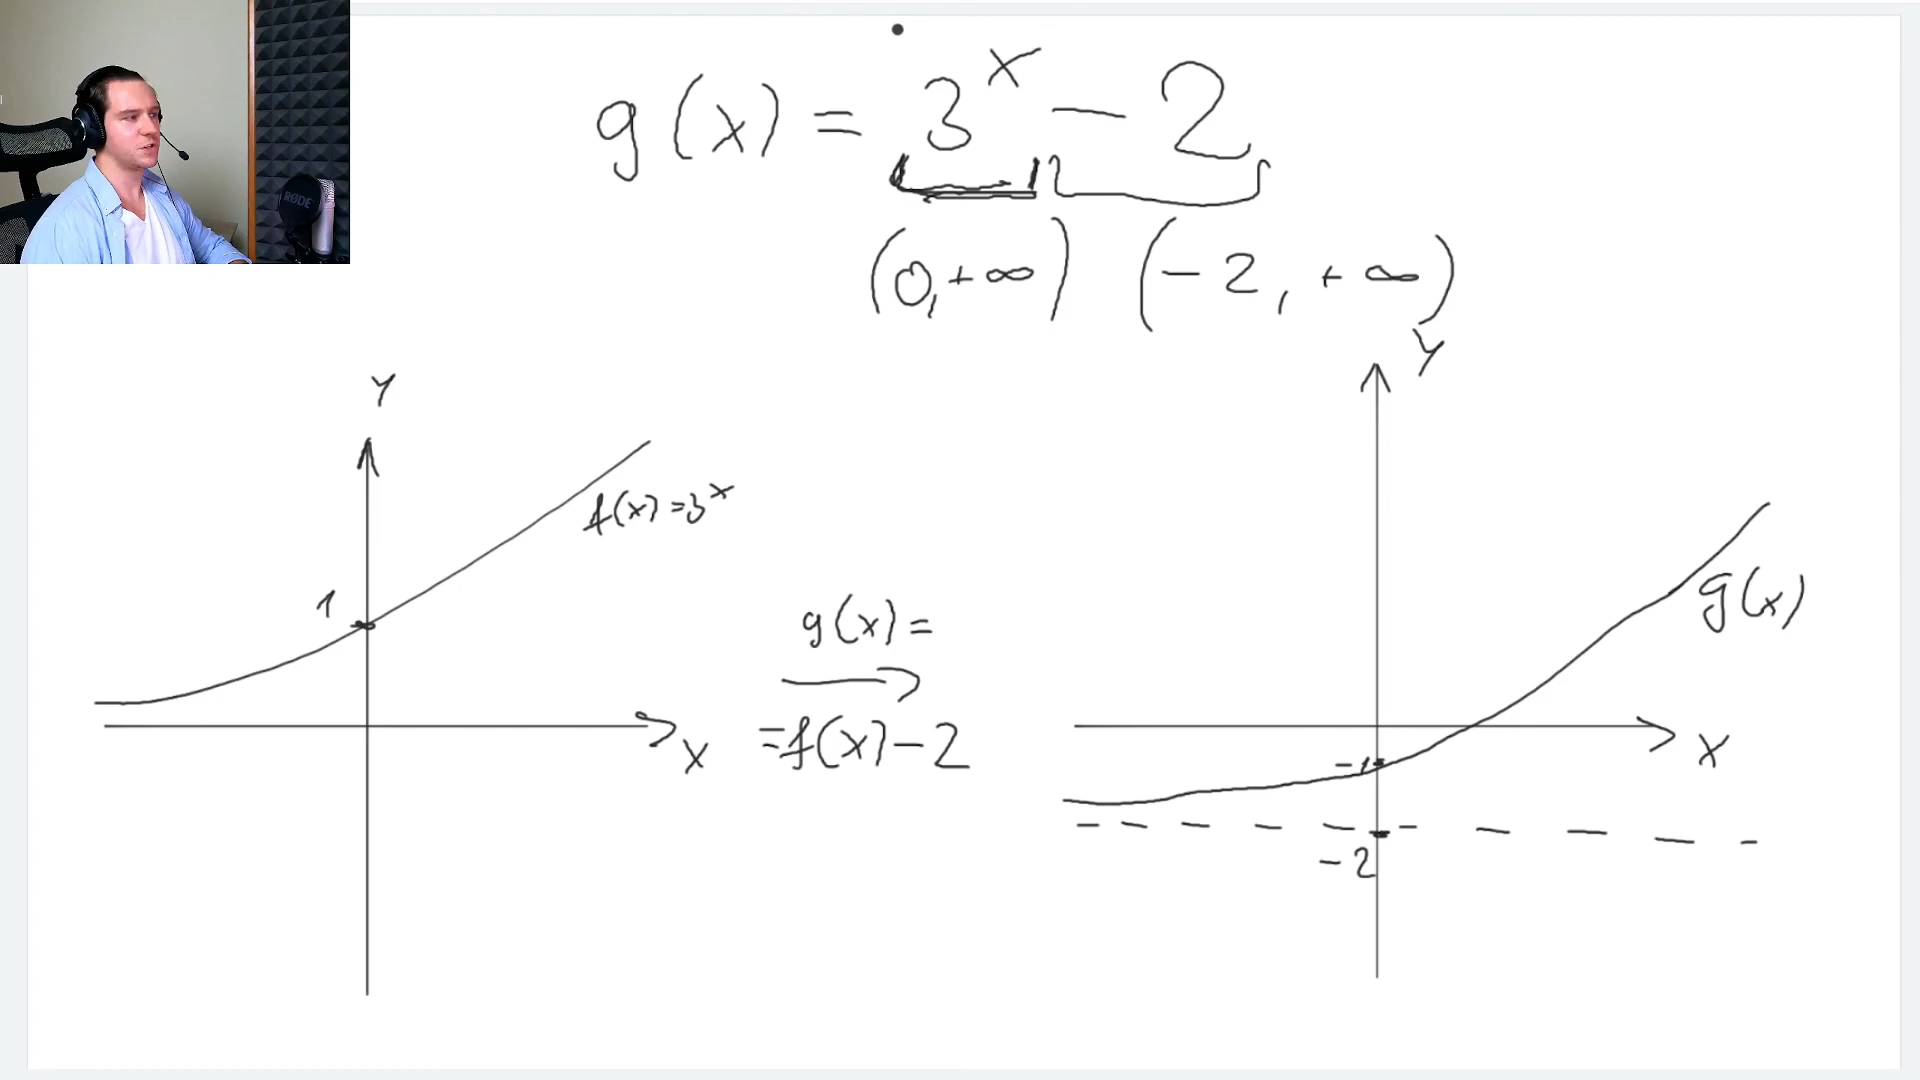 g(x) = 3^x - 2
(0, +∞) (-2, +∞)
Y
f(x) = 3^x
1
X
g(x) =
= f(x) - 2
Y
g(x)
X
-1
-2
RØDE